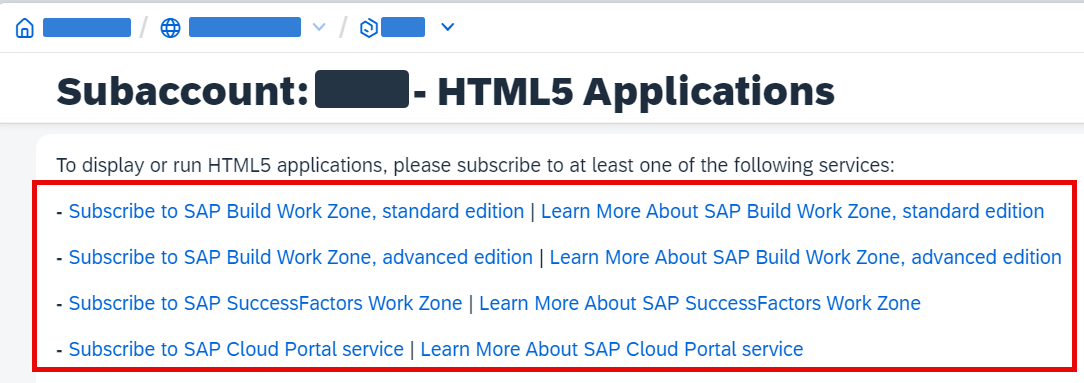 Subaccount: - HTML5 Applications
To display or run HTML5 applications, please subscribe to at least one of the following services:
- Subscribe to SAP Build Work Zone, standard edition | Learn More About SAP Build Work Zone, standard edition
- Subscribe to SAP Build Work Zone, advanced edition | Learn More About SAP Build Work Zone, advanced edition
- Subscribe to SAP SuccessFactors Work Zone | Learn More About SAP SuccessFactors Work Zone
- Subscribe to SAP Cloud Portal service | Learn More About SAP Cloud Portal service